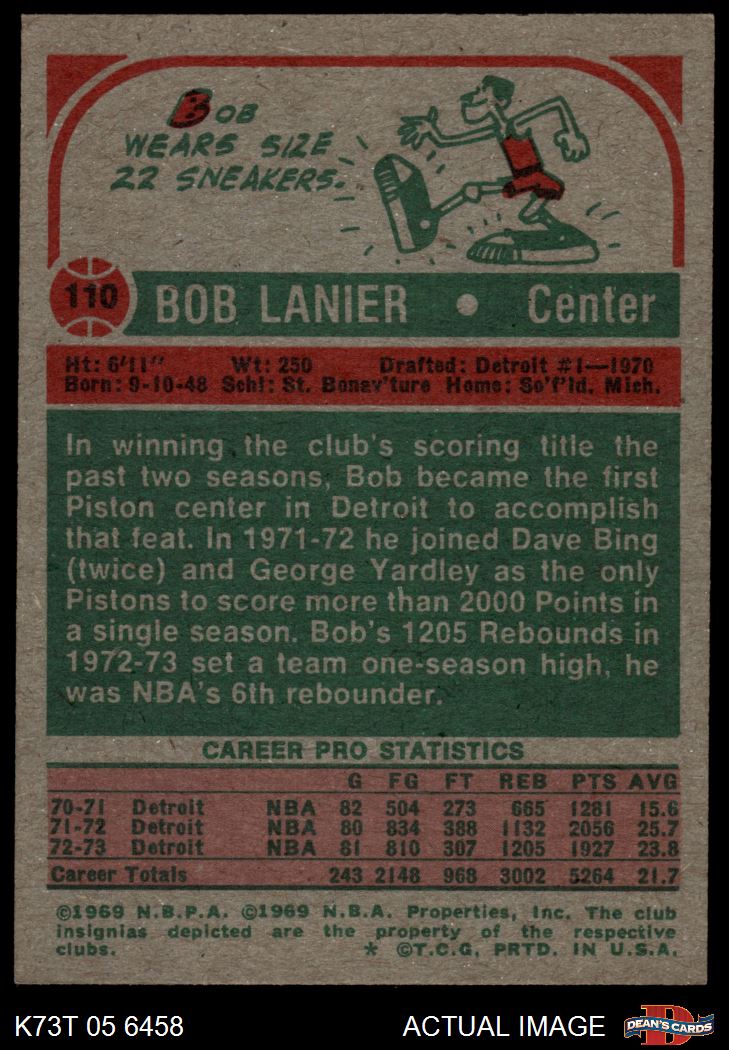 BOB
WEARS SIZE
22 SNEAKERS.
110 BOB LANIER • Center
Ht: 6'11" Wt: 250 Drafted: Detroit #1—1970
Born: 9-10-48 Schl: St. Bonav'ture Home: So'f'ld, Mich.
In winning the club's scoring title the
past two seasons, Bob became the first
Piston center in Detroit to accomplish
that feat. In 1971-72 he joined Dave Bing
(twice) and George Yardley as the only
Pistons to score more than 2000 Points in
a single season. Bob's 1205 Rebounds in
1972-73 set a team one-season high, he
was NBA's 6th rebounder.
CAREER PRO STATISTICS
G FG FT REB PTS AVG
70-71 Detroit NBA 82 504 273 665 1281 15.6
71-72 Detroit NBA 80 834 388 1132 2056 25.7
72-73 Detroit NBA 81 810 307 1205 1927 23.8
Career Totals 243 2148 968 3002 5264 21.7
©1969 N.B.P.A. ©1969 N.B.A. Properties, Inc. The club
insignias depicted are the property of the respective
clubs. * ©T.C.G. PRTD. IN U.S.A.
K73T 05 6458 ACTUAL IMAGE DEAN'S CARDS